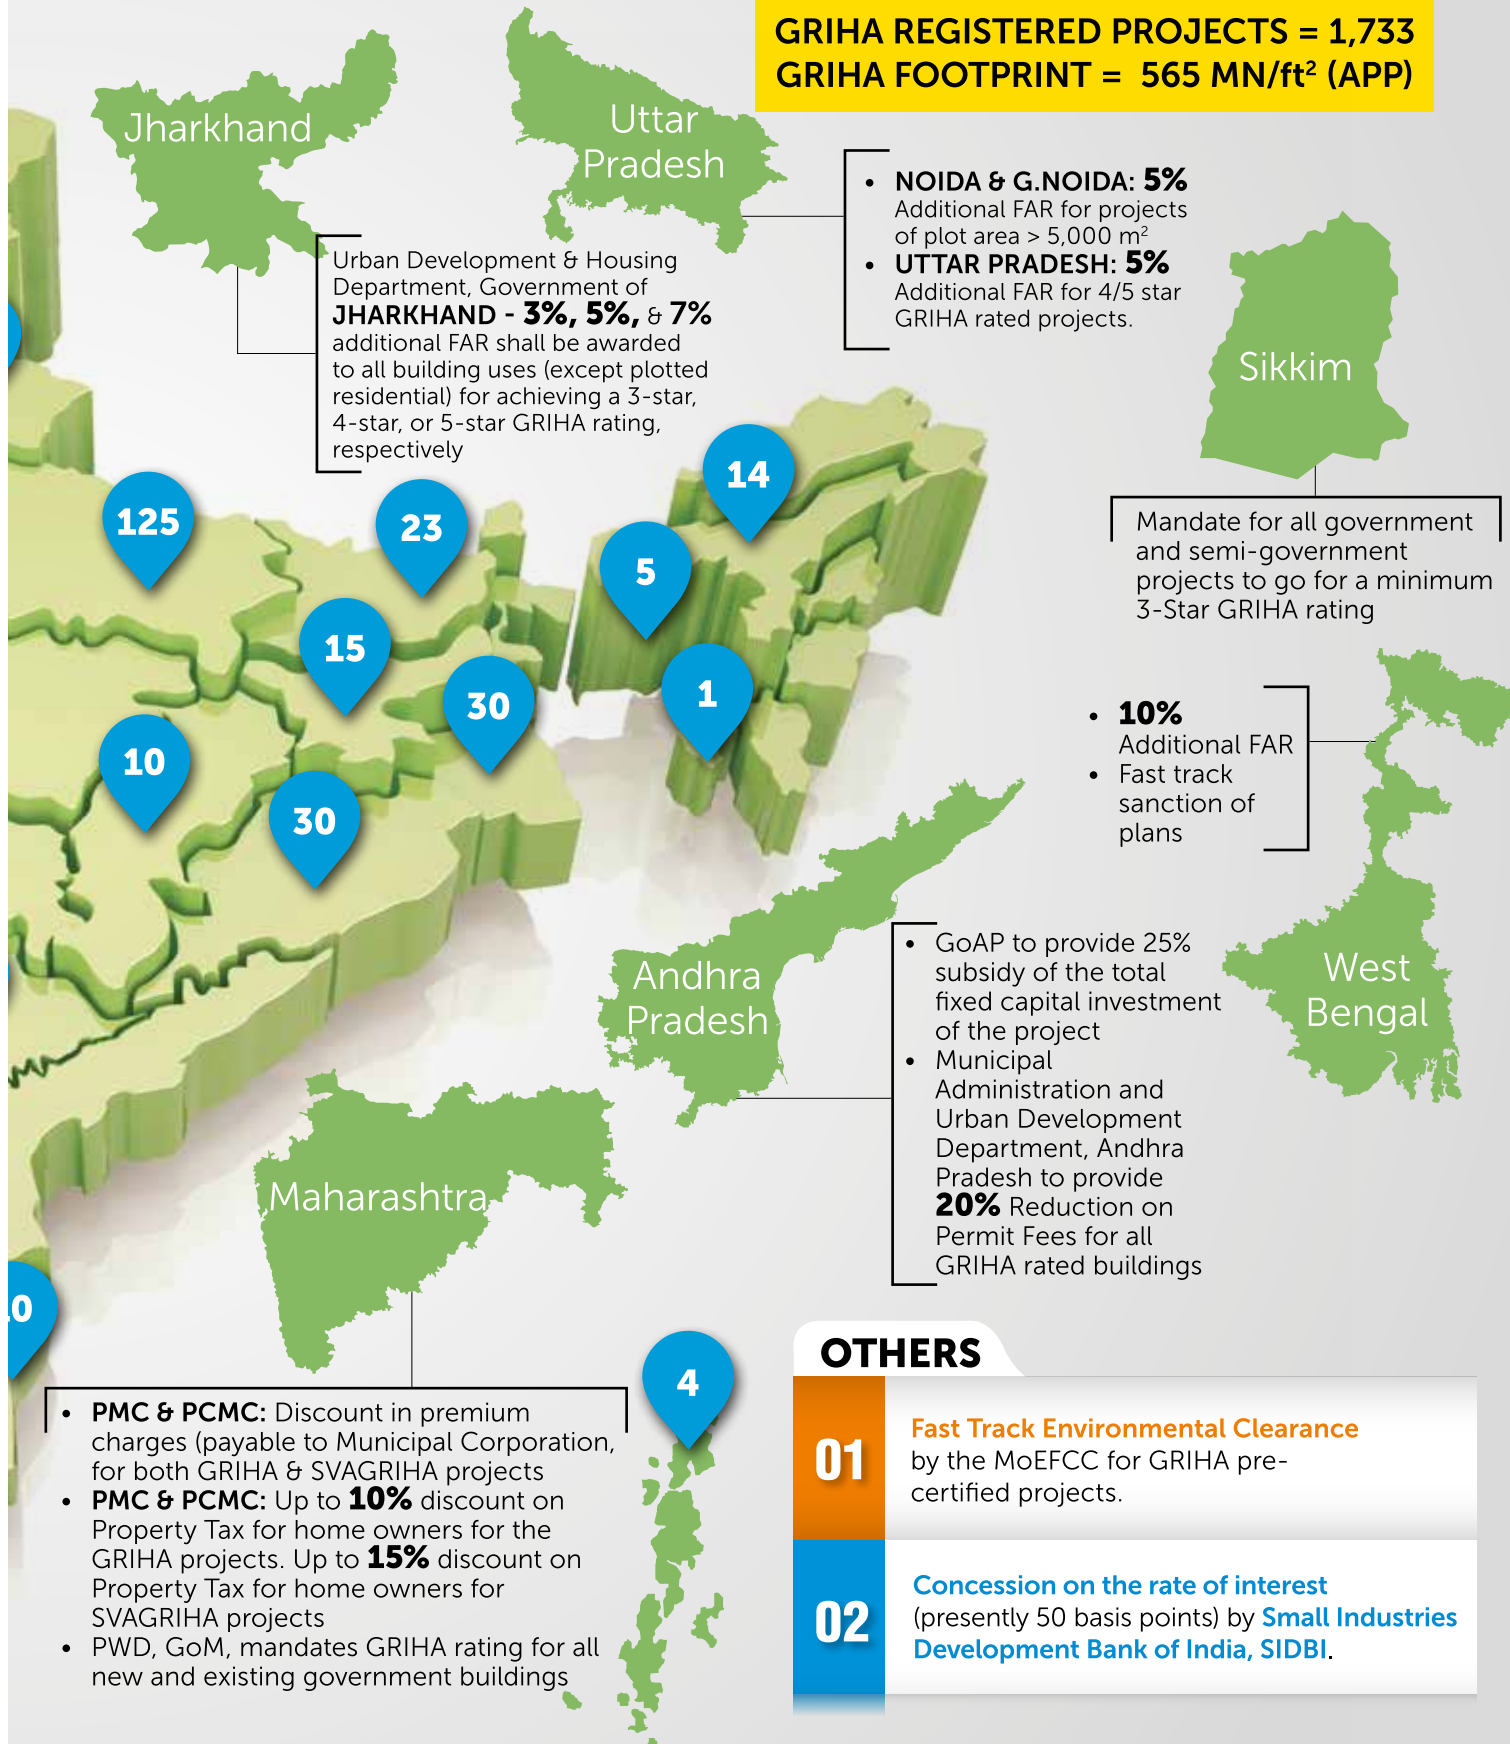 GRIHA REGISTERED PROJECTS = 1,733
GRIHA FOOTPRINT = 565 MN/ft² (APP)
Jharkhand
Uttar
Pradesh
• NOIDA & G.NOIDA: 5%
Additional FAR for projects
of plot area > 5,000 m²
• UTTAR PRADESH: 5%
Additional FAR for 4/5 star
GRIHA rated projects.
Urban Development & Housing
Department, Government of
JHARKHAND - 3%, 5%, & 7%
additional FAR shall be awarded
to all building uses (except plotted
residential) for achieving a 3-star,
4-star, or 5-star GRIHA rating,
respectively
Sikkim
Mandate for all government
and semi-government
projects to go for a minimum
3-Star GRIHA rating
14
125
23
5
15
1
30
10
30
• 10%
Additional FAR
• Fast track
sanction of
plans
West
Bengal
Andhra
Pradesh
• GoAP to provide 25%
subsidy of the total
fixed capital investment
of the project
• Municipal
Administration and
Urban Development
Department, Andhra
Pradesh to provide
20% Reduction on
Permit Fees for all
GRIHA rated buildings
Maharashtra
4
• PMC & PCMC: Discount in premium
charges (payable to Municipal Corporation,
for both GRIHA & SVAGRIHA projects
• PMC & PCMC: Up to 10% discount on
Property Tax for home owners for the
GRIHA projects. Up to 15% discount on
Property Tax for home owners for
SVAGRIHA projects
• PWD, GoM, mandates GRIHA rating for all
new and existing government buildings
OTHERS
01
Fast Track Environmental Clearance
by the MoEFCC for GRIHA pre-
certified projects.
02
Concession on the rate of interest
(presently 50 basis points) by Small Industries
Development Bank of India, SIDBI.